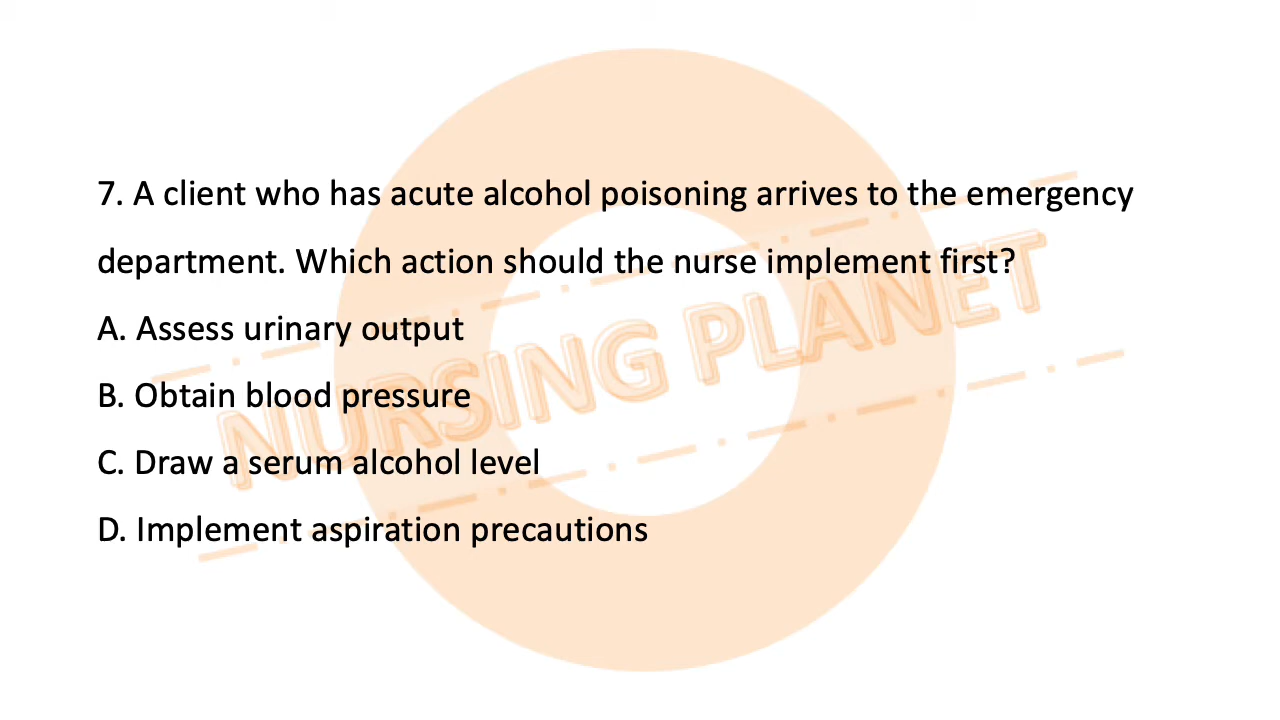 7. A client who has acute alcohol poisoning arrives to the emergency
department. Which action should the nurse implement first?
A. Assess urinary output
B. Obtain blood pressure
C. Draw a serum alcohol level
D. Implement aspiration precautions
NURSING PLANET